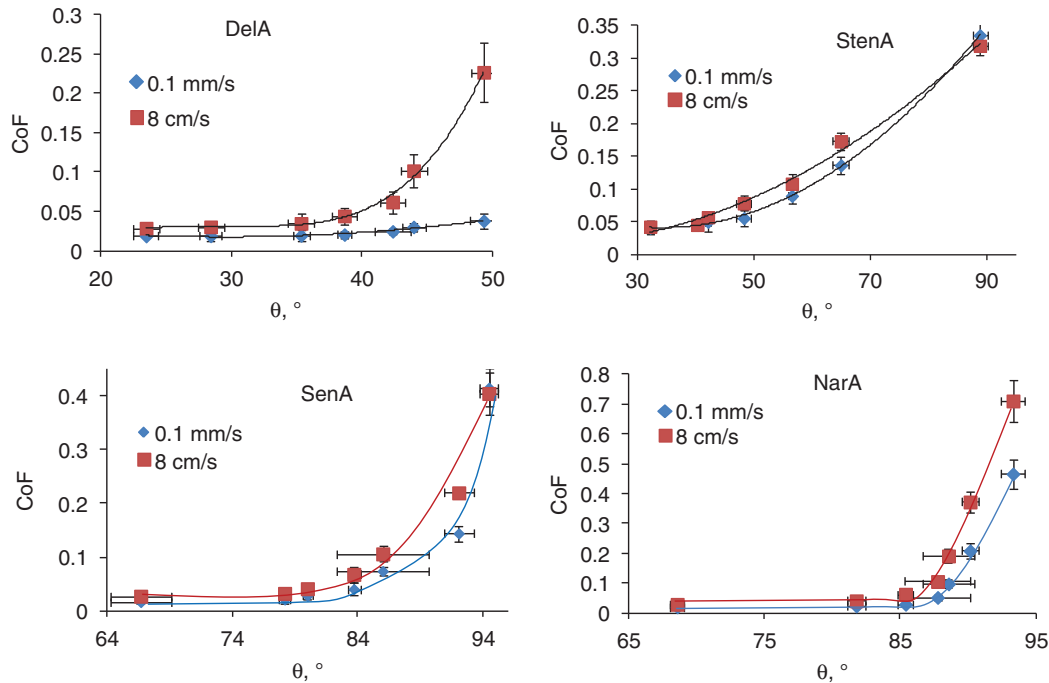 DelA
0.1 mm/s
8 cm/s
CoF
0.3
0.25
0.2
0.15
0.1
0.05
0
20
30
40
50
θ, °
StenA
0.1 mm/s
8 cm/s
CoF
0.35
0.3
0.25
0.2
0.15
0.1
0.05
0
30
50
70
90
θ, °
SenA
0.1 mm/s
8 cm/s
CoF
0.4
0.3
0.2
0.1
0
64
74
84
94
θ, °
NarA
0.1 mm/s
8 cm/s
CoF
0.8
0.7
0.6
0.5
0.4
0.3
0.2
0.1
0
65
75
85
95
θ, °